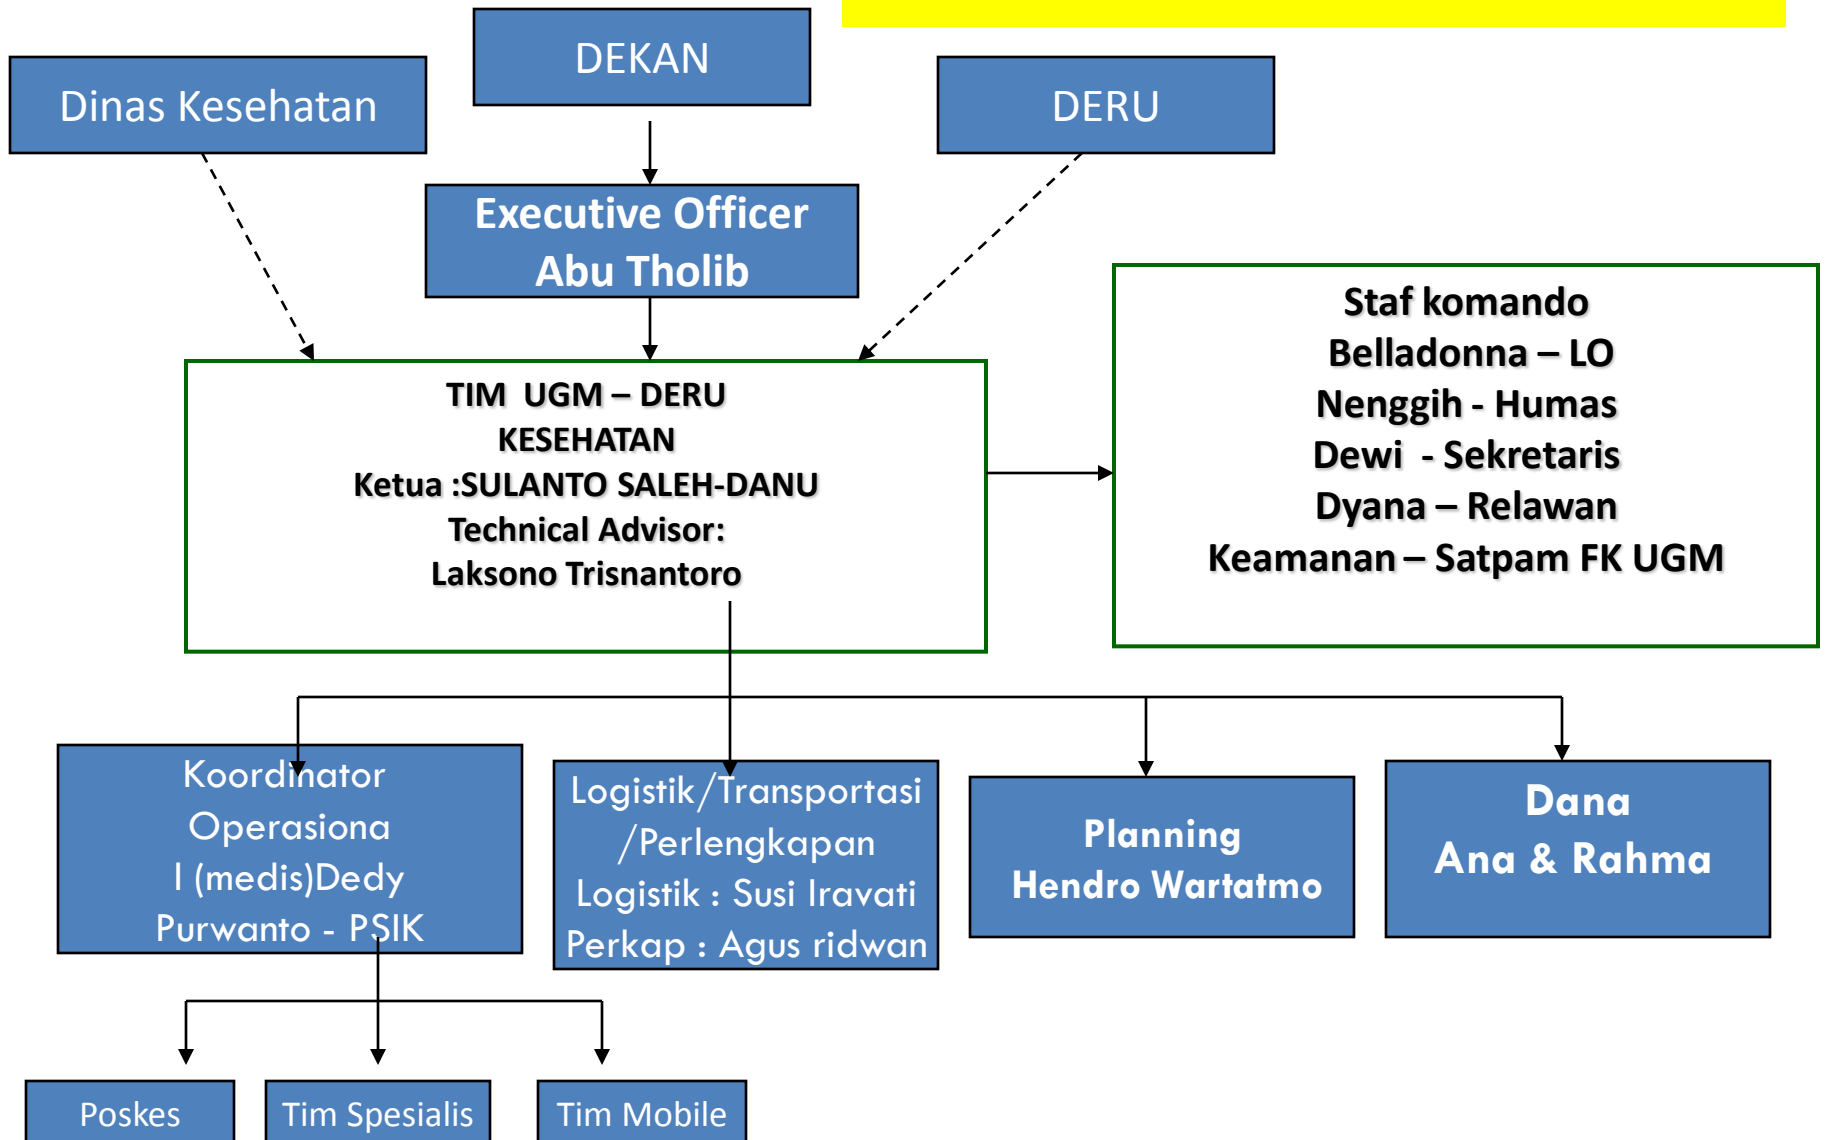 DEKAN
Dinas Kesehatan
DERU
Executive Officer
Abu Tholib
Staf komando
Belladonna – LO
Nenggih - Humas
Dewi - Sekretaris
Dyana – Relawan
Keamanan – Satpam FK UGM
TIM UGM – DERU
KESEHATAN
Ketua :SULANTO SALEH-DANU
Technical Advisor:
Laksono Trisnantoro
Koordinator
Operasiona
l (medis)Dedy
Purwanto - PSIK
Logistik/Transportasi
/Perlengkapan
Logistik : Susi Iravati
Perkap : Agus ridwan
Planning
Hendro Wartatmo
Dana
Ana & Rahma
Poskes
Tim Spesialis
Tim Mobile